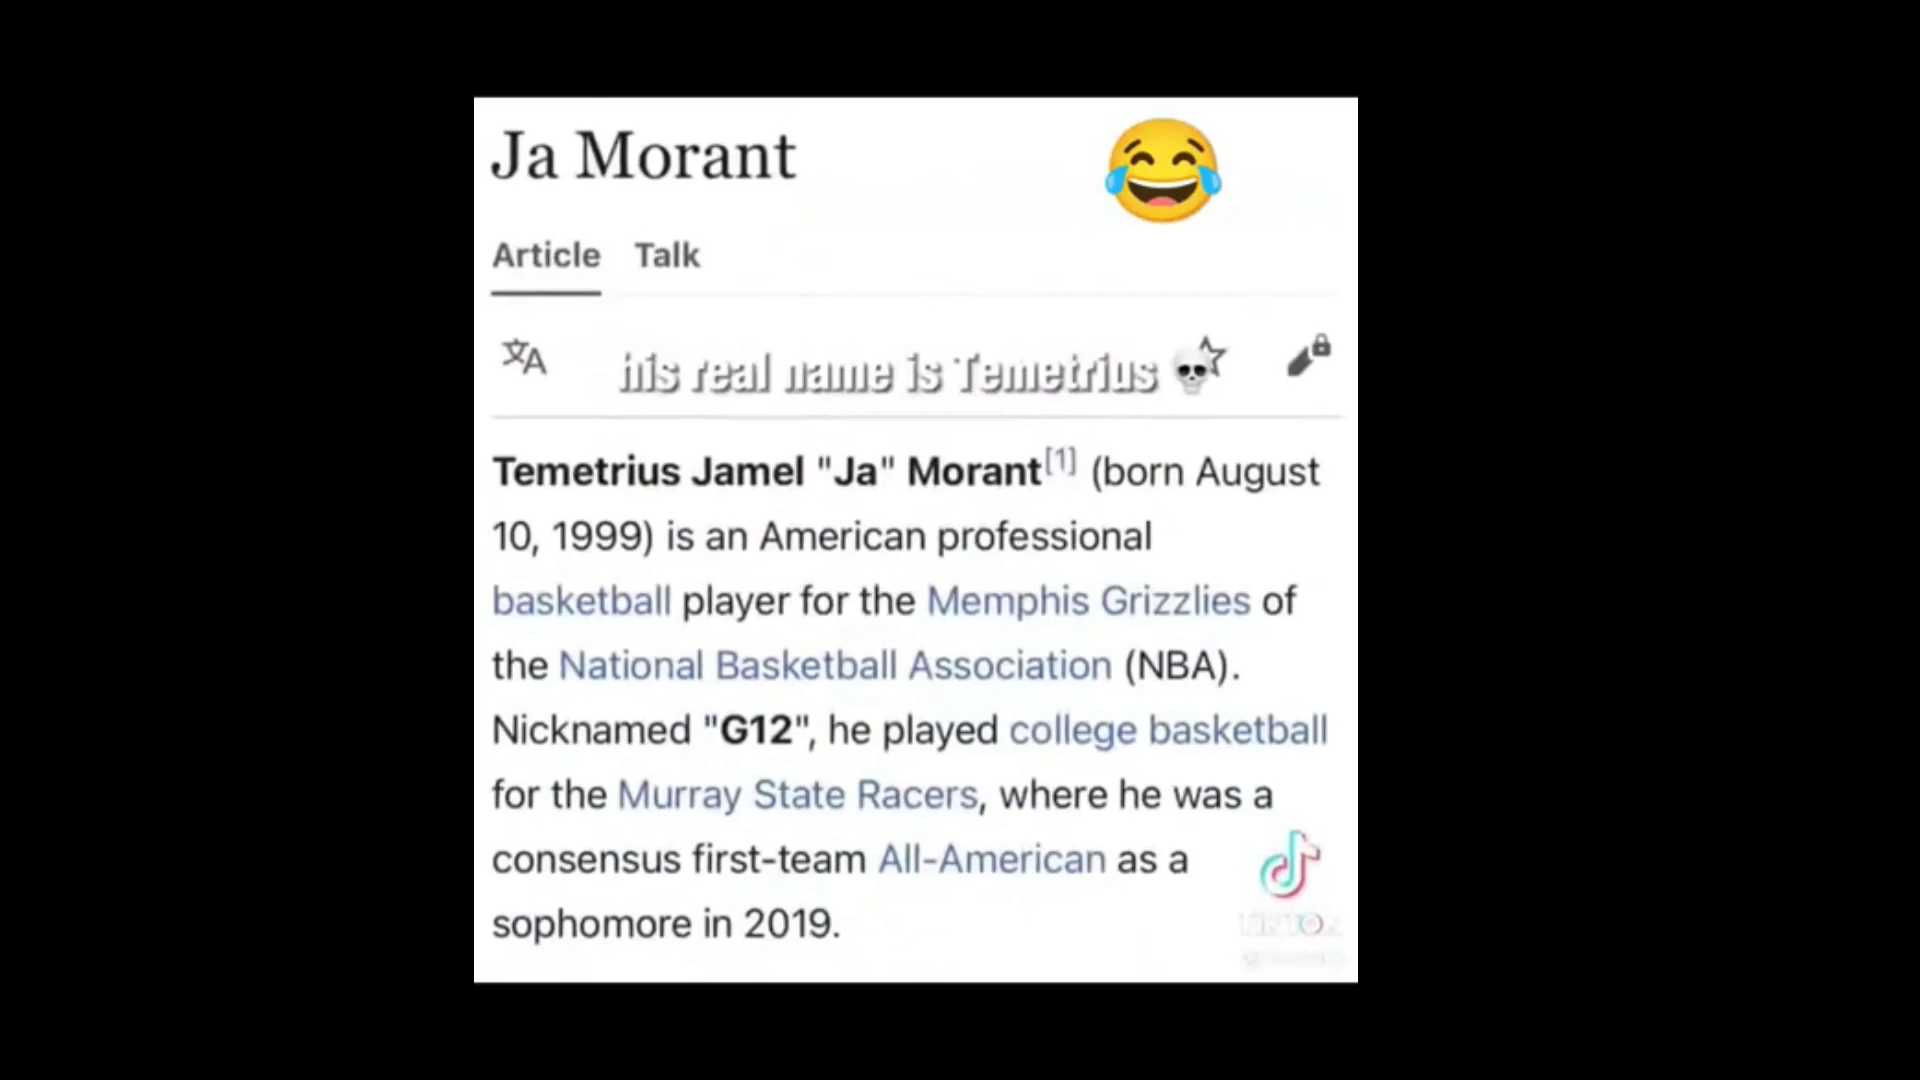 Ja Morant
Article Talk
his real name is Temetrius
Temetrius Jamel "Ja" Morant[1] (born August
10, 1999) is an American professional
basketball player for the Memphis Grizzlies of
the National Basketball Association (NBA).
Nicknamed "G12", he played college basketball
for the Murray State Racers, where he was a
consensus first-team All-American as a
sophomore in 2019.